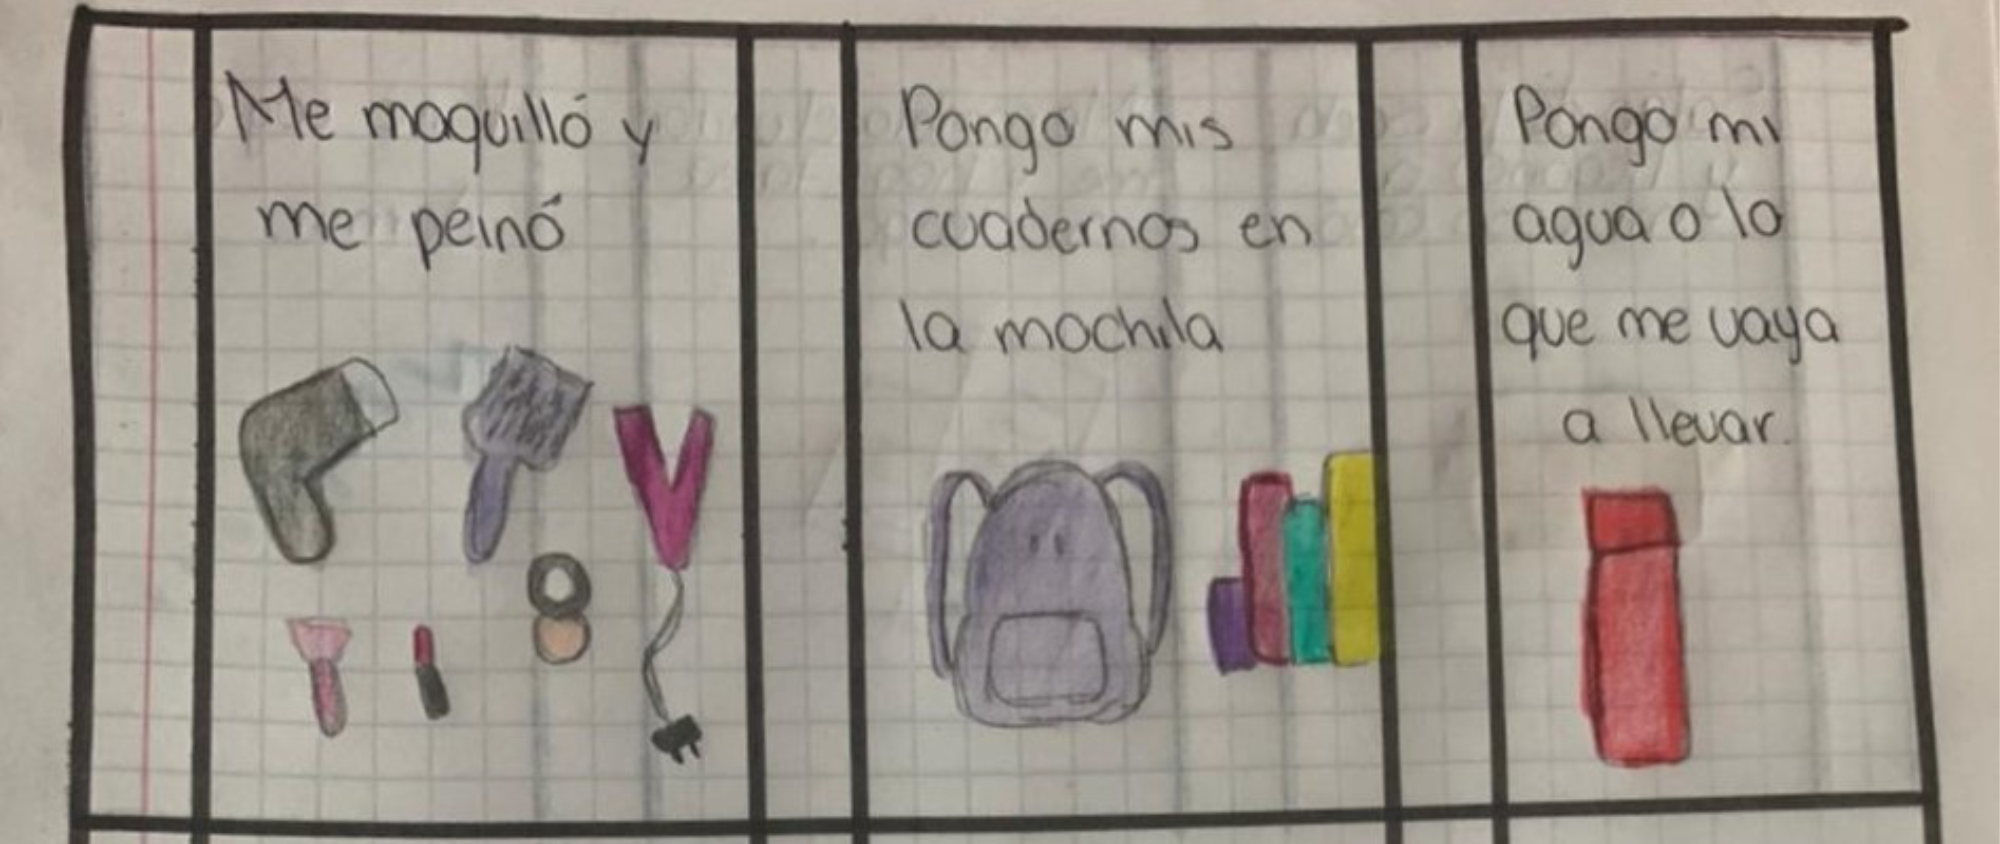 Me maquilló y
me peinó
Pongo mis
cuadernos en
la mochila
Pongo mi
agua o lo
que me vaya
a llevar.